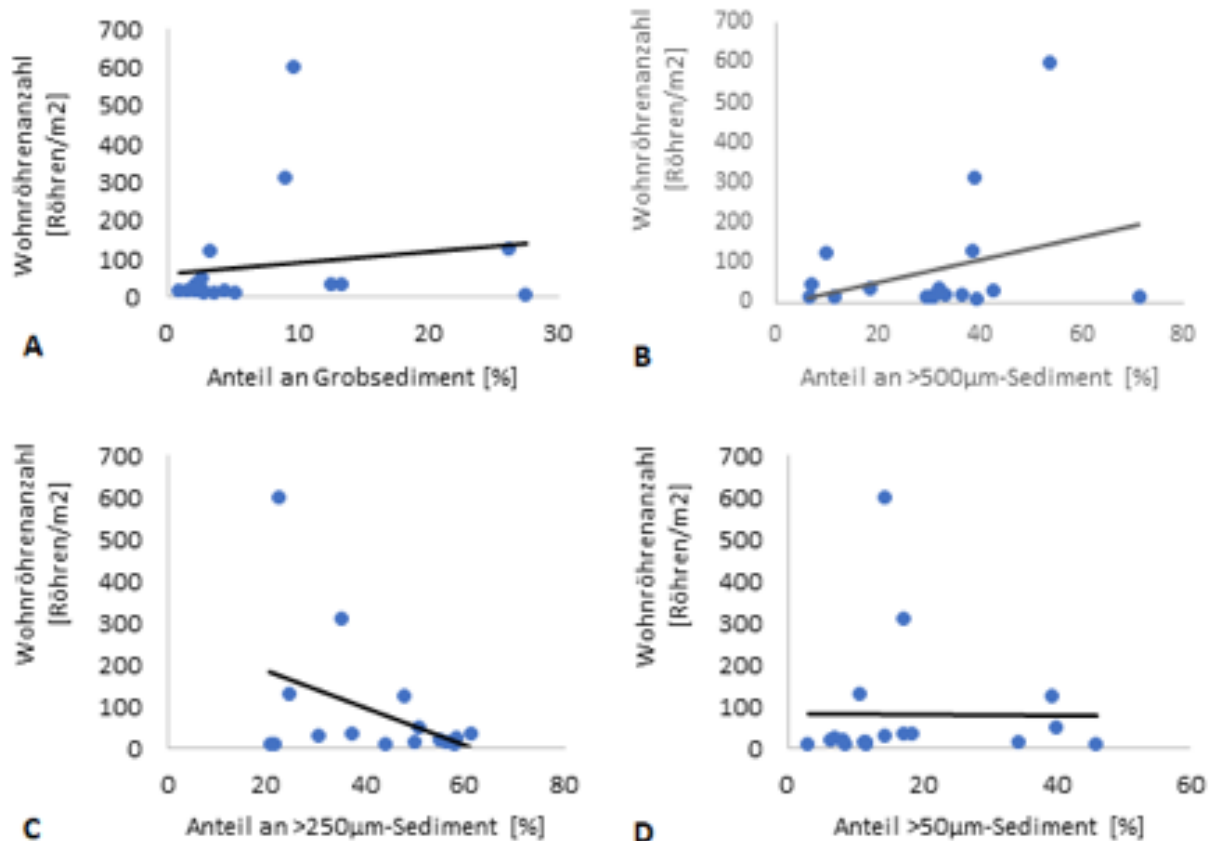 Wohnröhrenanzahl
[Röhren/m2]
700
600
500
400
300
200
100
0
0 10 20 30
A
Anteil an Grobsediment [%]
Wohnröhrenanzahl
[Röhren/m2]
700
600
500
400
300
200
100
0
0 20 40 60 80
B
Anteil an >500µm-Sediment [%]
Wohnröhrenanzahl
[Röhren/m2]
700
600
500
400
300
200
100
0
0 20 40 60 80
C
Anteil an >250µm-Sediment [%]
Wohnröhrenanzahl
[Röhren/m2]
700
600
500
400
300
200
100
0
0 20 40 60
D
Anteil >50µm-Sediment [%]